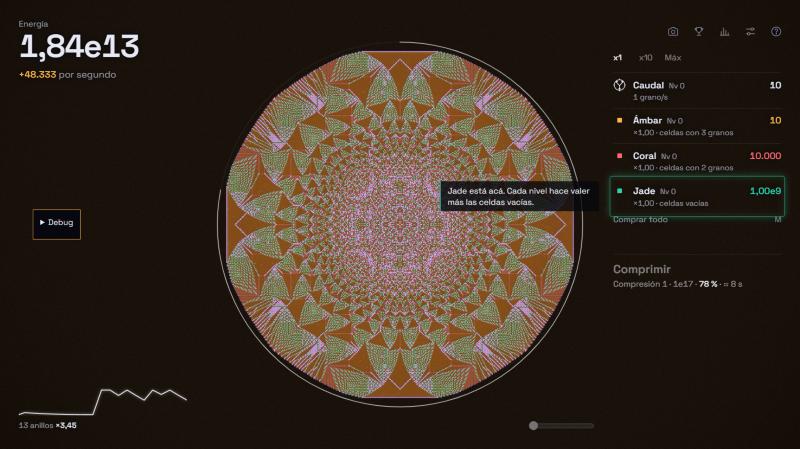 Energía
1,84e13
+48.333 por segundo
x1 x10 Máx
Caudal Nv 0 10
1 grano/s
Ámbar Nv 0 10
×1,00 · celdas con 3 granos
Coral Nv 0 10.000
×1,00 · celdas con 2 granos
Jade está acá. Cada nivel hace valer
más las celdas vacías.
Jade Nv 0 1,00e9
×1,00 · celdas vacías
Comprar todo M
Debug
Comprimir
Compresión 1 · 1e17 · 78 % · ≈ 8 s
13 anillos ×3,45